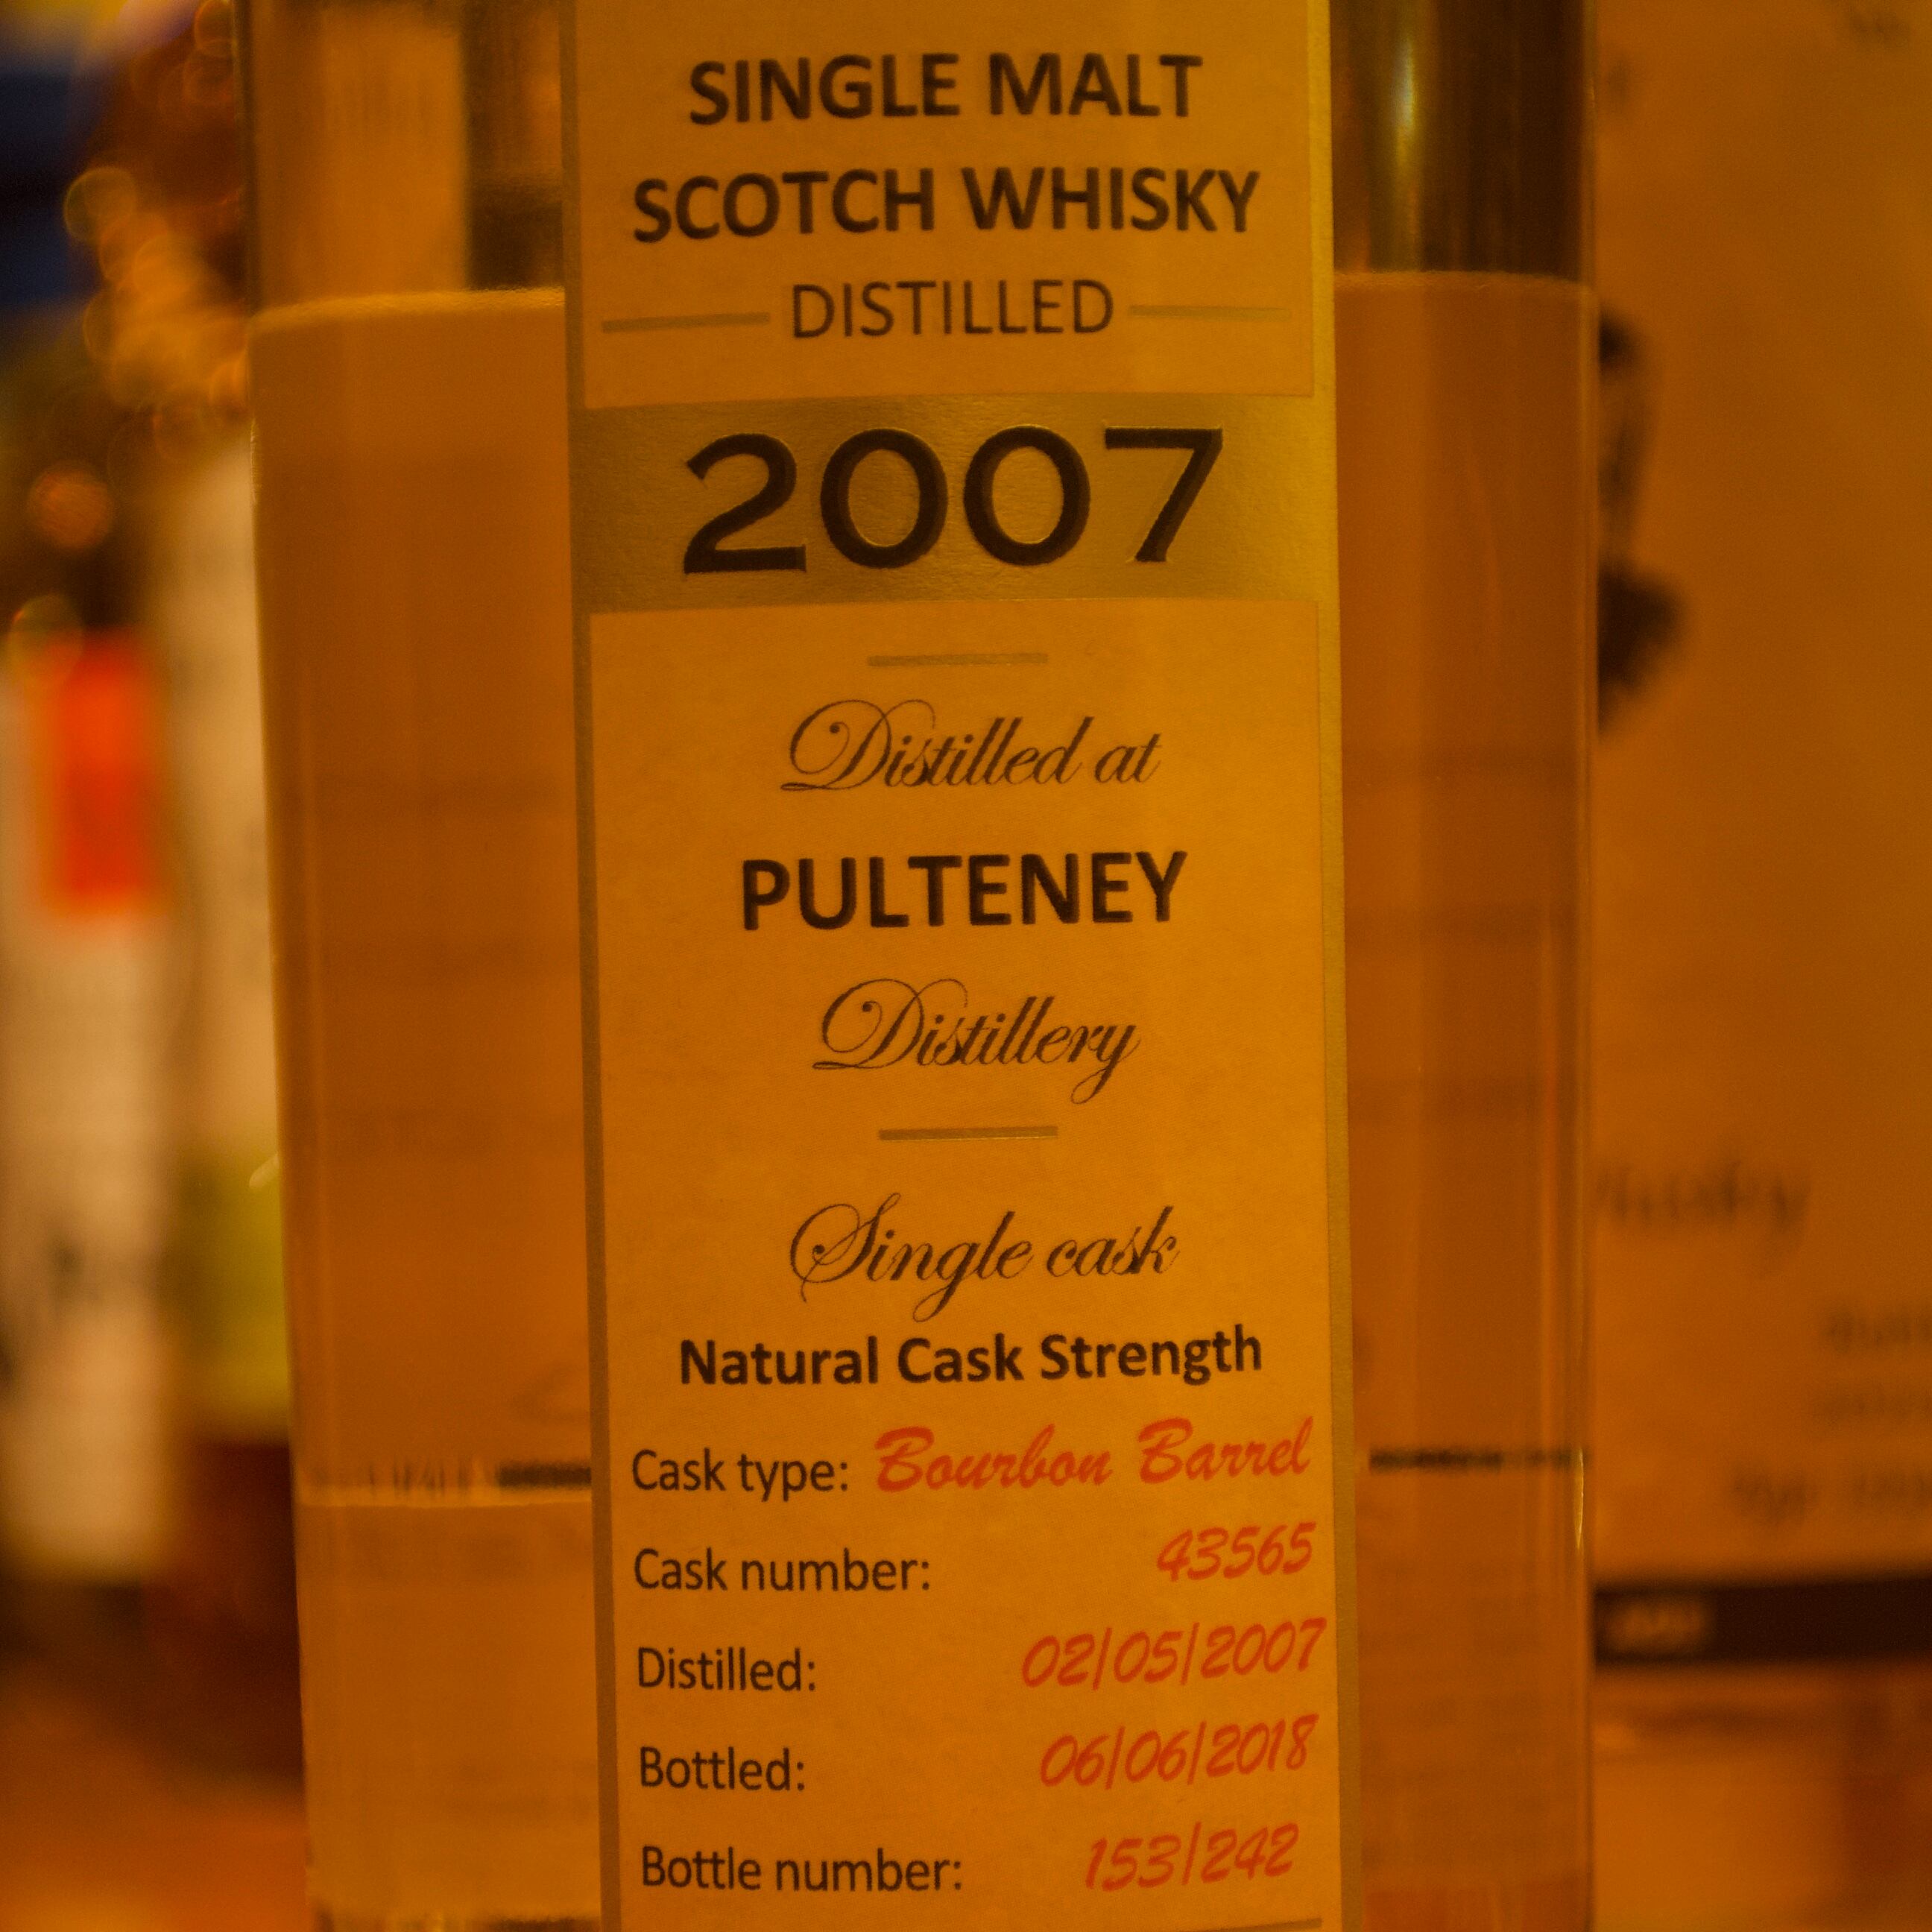 SINGLE MALT
SCOTCH WHISKY
DISTILLED
2007
Distilled at
PULTENEY
Distillery
Single cask
Natural Cask Strength
Cask type: Bourbon Barrel
Cask number: 43565
Distilled: 02/05/2007
Bottled: 06/06/2018
Bottle number: 153/242